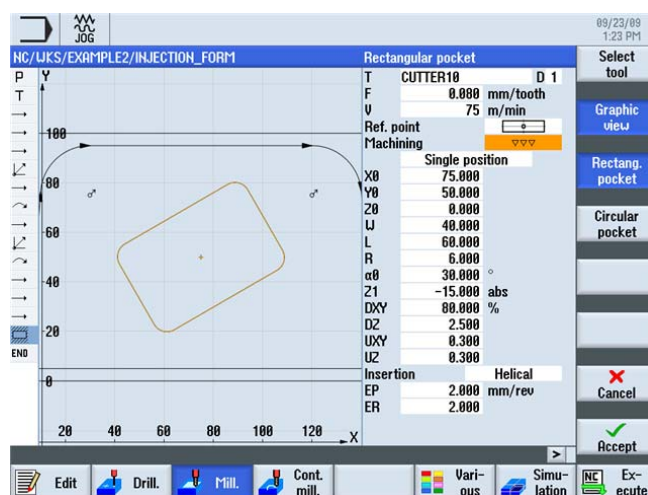 JOG
09/23/09
1:23 PM
NC/WKS/EXAMPLE2/INJECTION_FORM
Rectangular pocket
Select
tool
P
T
END
Y
100
80
60
40
20
0
20 40 60 80 100 120 X
T CUTTER10 D 1
F 0.080 mm/tooth
V 75 m/min
Ref. point
Machining ▽▽▽
Single position
X0 75.000
Y0 50.000
Z0 0.000
W 40.000
L 60.000
R 6.000
α0 30.000 °
Z1 -15.000 abs
DXY 80.000 %
DZ 2.500
UXY 0.300
UZ 0.300
Insertion Helical
EP 2.000 mm/rev
ER 2.000
Graphic
view
Rectang.
pocket
Circular
pocket
Cancel
Accept
>
Edit
Drill.
Mill.
Cont.
mill.
Vari-
ous
Simu-
lation
NC Ex-
ecute